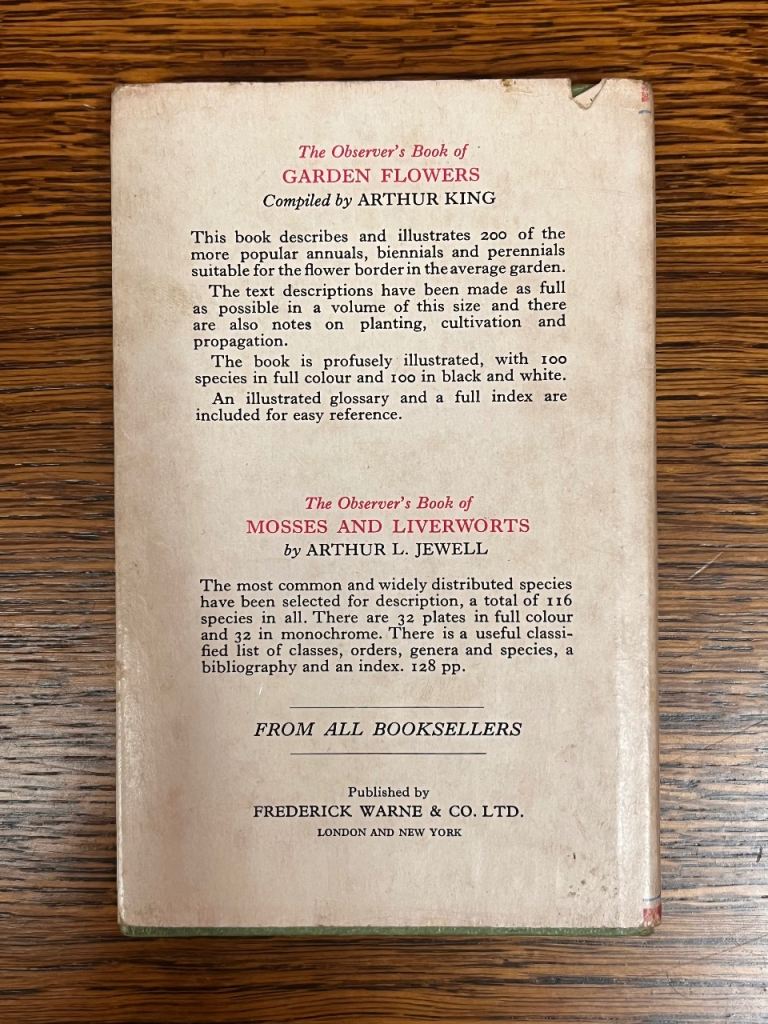 The Observer's Book of
GARDEN FLOWERS
Compiled by ARTHUR KING
This book describes and illustrates 200 of the
more popular annuals, biennials and perennials
suitable for the flower border in the average garden.
The text descriptions have been made as full
as possible in a volume of this size and there
are also notes on planting, cultivation and
propagation.
The book is profusely illustrated, with 100
species in full colour and 100 in black and white.
An illustrated glossary and a full index are
included for easy reference.
The Observer's Book of
MOSSES AND LIVERWORTS
by ARTHUR L. JEWELL
The most common and widely distributed species
have been selected for description, a total of 116
species in all. There are 32 plates in full colour
and 32 in monochrome. There is a useful classi-
fied list of classes, orders, genera and species, a
bibliography and an index. 128 pp.
FROM ALL BOOKSELLERS
Published by
FREDERICK WARNE & CO. LTD.
LONDON AND NEW YORK